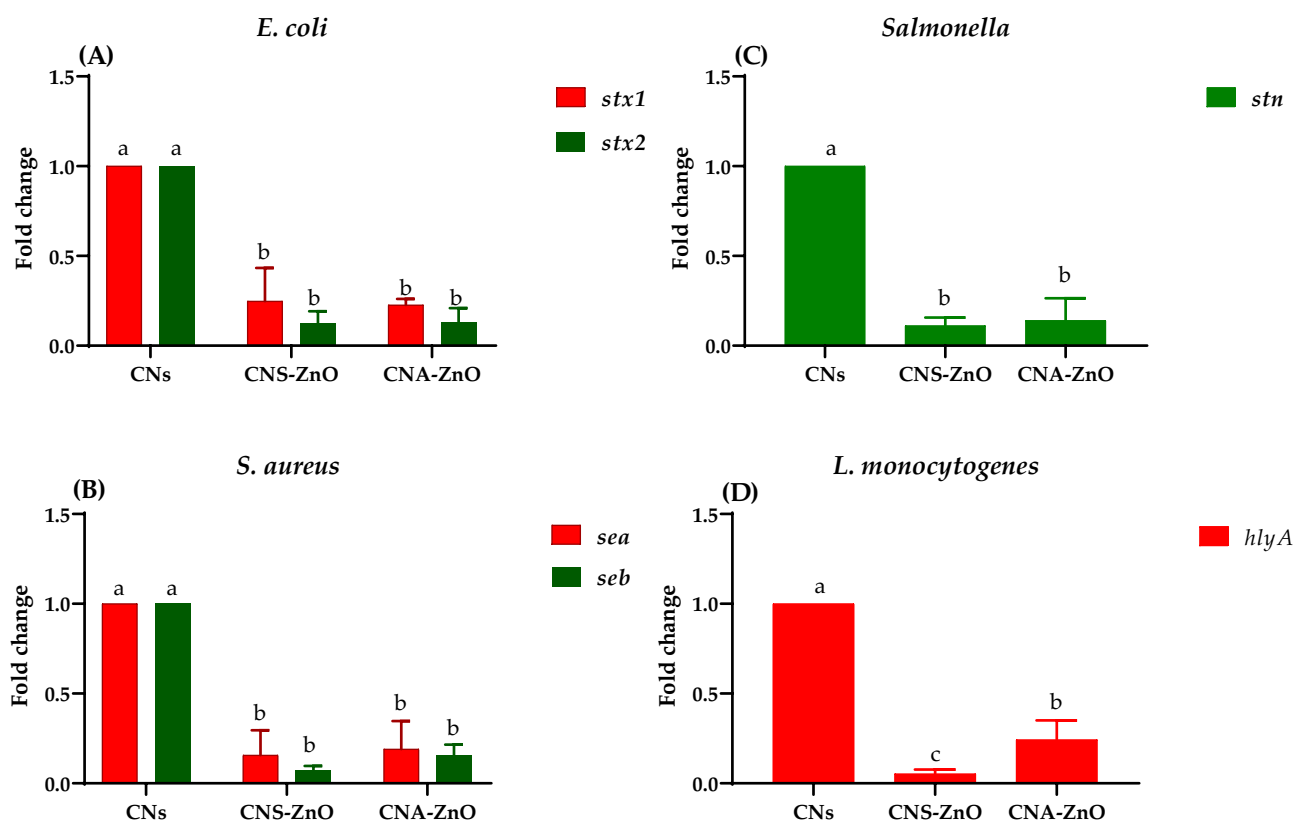 E. coli
(A)
1.5
1.0
0.5
0.0
Fold change
a a
b
b
b b
CNs CNS-ZnO CNA-ZnO
stx1
stx2
Salmonella
(C)
1.5
1.0
0.5
0.0
Fold change
a
b
b
CNs CNS-ZnO CNA-ZnO
stn
S. aureus
(B)
1.5
1.0
0.5
0.0
Fold change
a a
b
b
b
b
CNs CNS-ZnO CNA-ZnO
sea
seb
L. monocytogenes
(D)
1.5
1.0
0.5
0.0
Fold change
a
c
b
CNs CNS-ZnO CNA-ZnO
hlyA